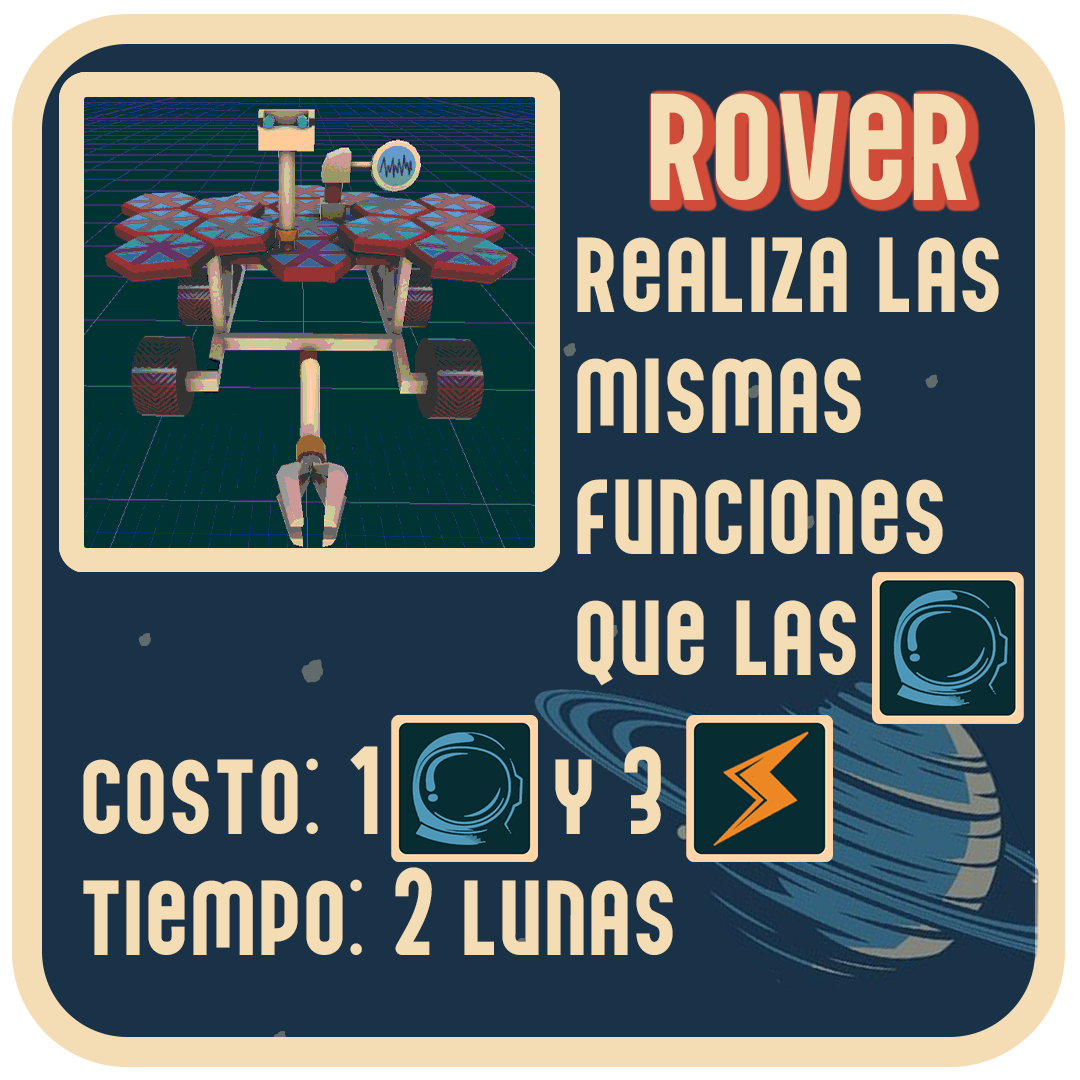 ROVER
REALIZA LAS
MISMAS
FUNCIONES
QUE LAS
COSTO: 1 Y 3
TIEMPO: 2 LUNAS